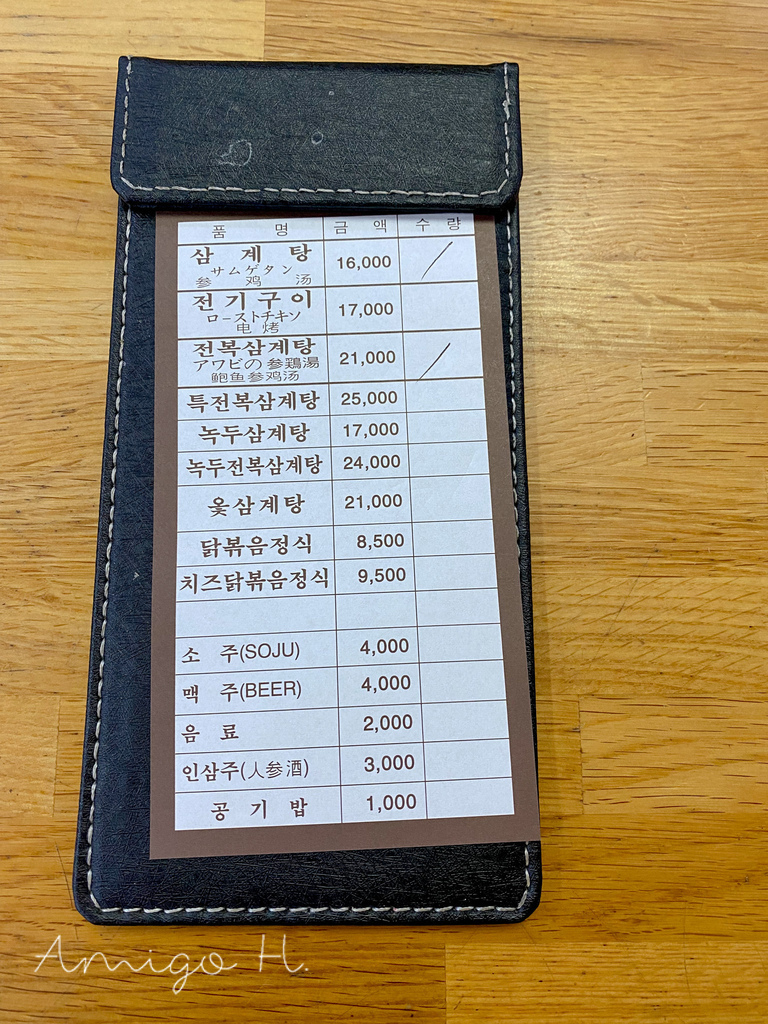 품 명 금 액 수 량
삼 계 탕 16,000 /
サムゲタン
参 鸡 汤
전 기 구 이 17,000
ローストチキン
电 烤
전복삼계탕 21,000 /
アワビの参鶏湯
鲍鱼参鸡汤
특전복삼계탕 25,000
녹두삼계탕 17,000
녹두전복삼계탕 24,000
옻삼계탕 21,000
닭볶음정식 8,500
치즈닭볶음정식 9,500
소 주(SOJU) 4,000
맥 주(BEER) 4,000
음 료 2,000
인삼주(人参酒) 3,000
공 기 밥 1,000
Amigo H.